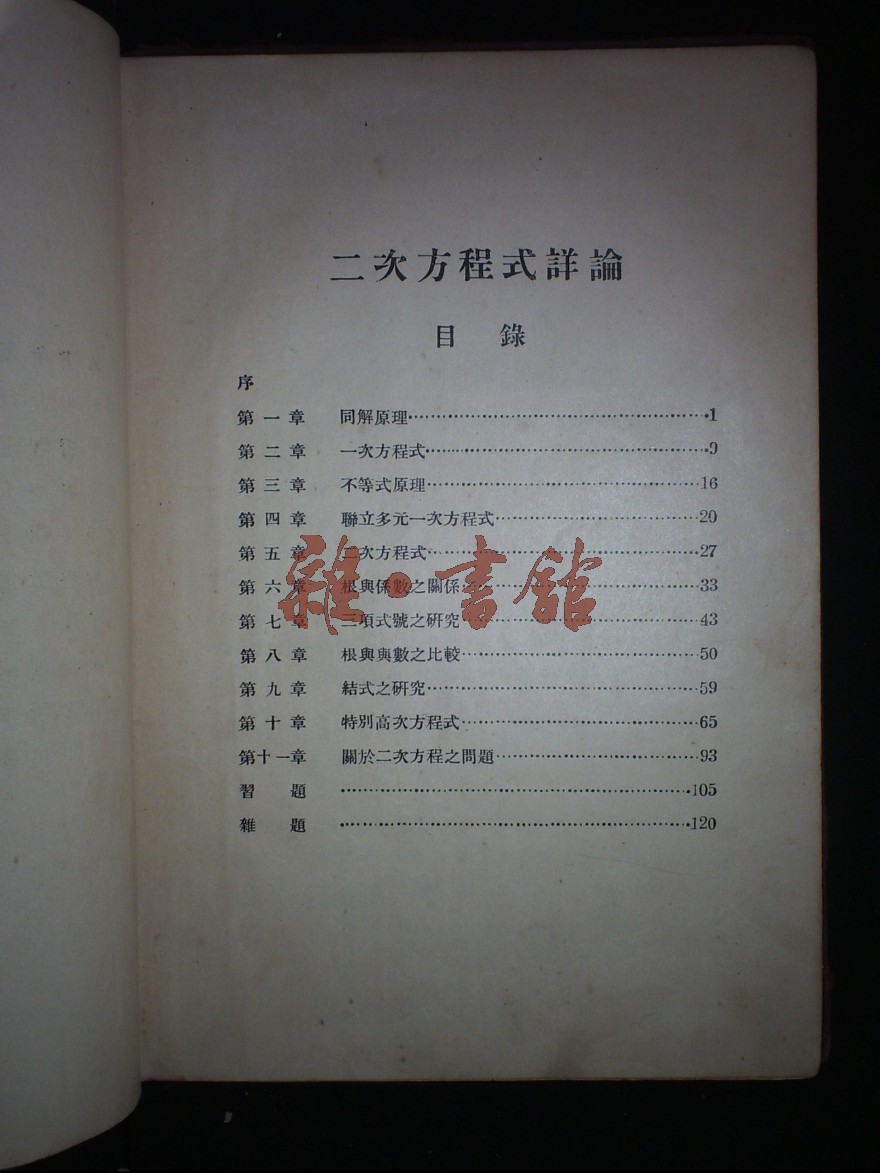 二次方程式詳論
目錄
序
第一章 同解原理 1
第二章 一次方程式 9
第三章 不等式原理 16
第四章 聯立多元一次方程式 20
第五章 二次方程式 27
第六章 根與係數之關係 33
第七章 三項式號之研究 43
第八章 根與與數之比較 50
第九章 結式之研究 59
第十章 特別高次方程式 65
第十一章 關於二次方程之問題 93
習題 105
雜題 120
雜·書館